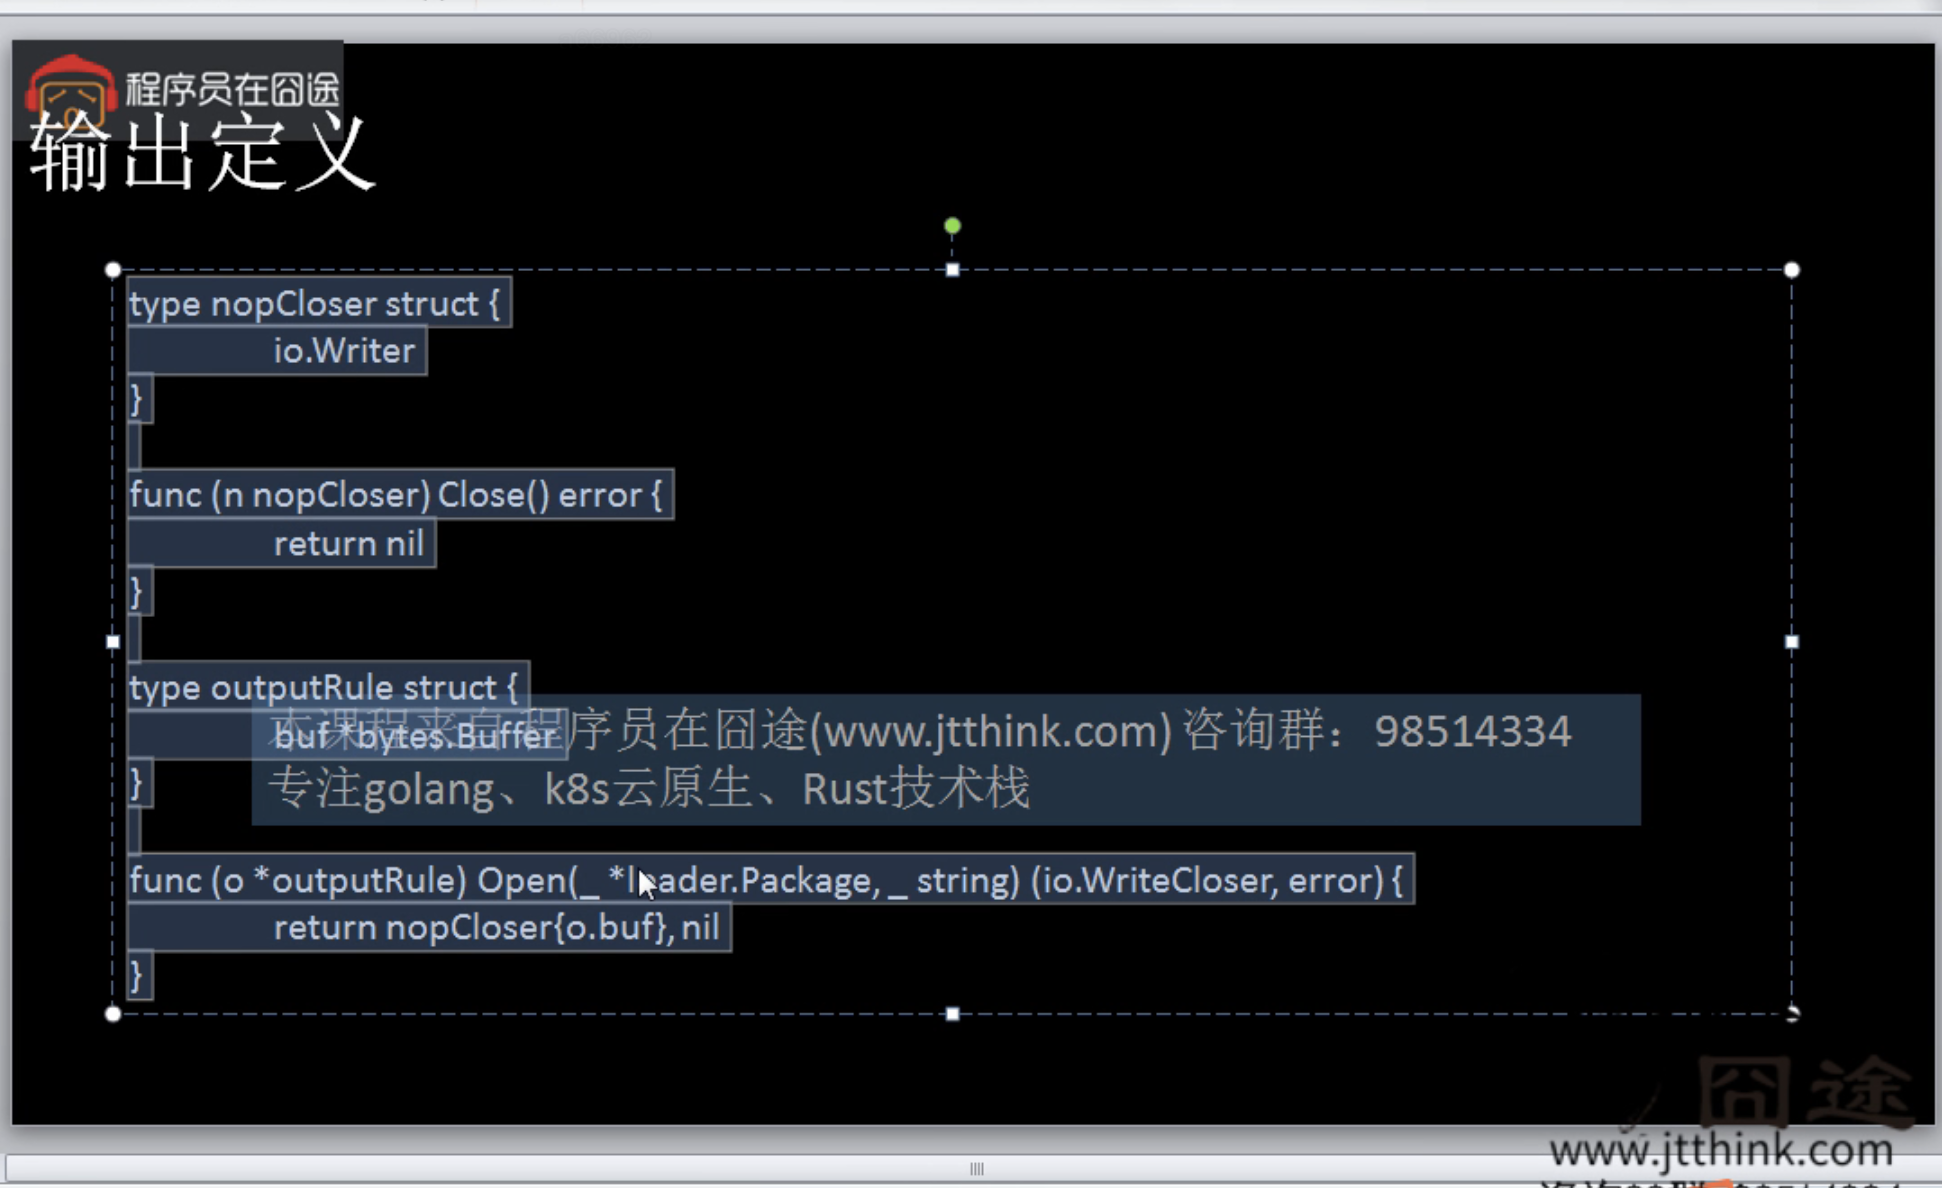 程序员在囧途
输出定义
type nopCloser struct {
io.Writer
}
func (n nopCloser) Close() error {
return nil
}
type outputRule struct {
buf *bytes.Buffer
本课程来自程序员在囧途(www.jtthink.com) 咨询群：98514334
}
专注golang、k8s云原生、Rust技术栈
func (o *outputRule) Open(_ *loader.Package, _ string) (io.WriteCloser, error) {
return nopCloser{o.buf}, nil
}
囧途
www.jtthink.com